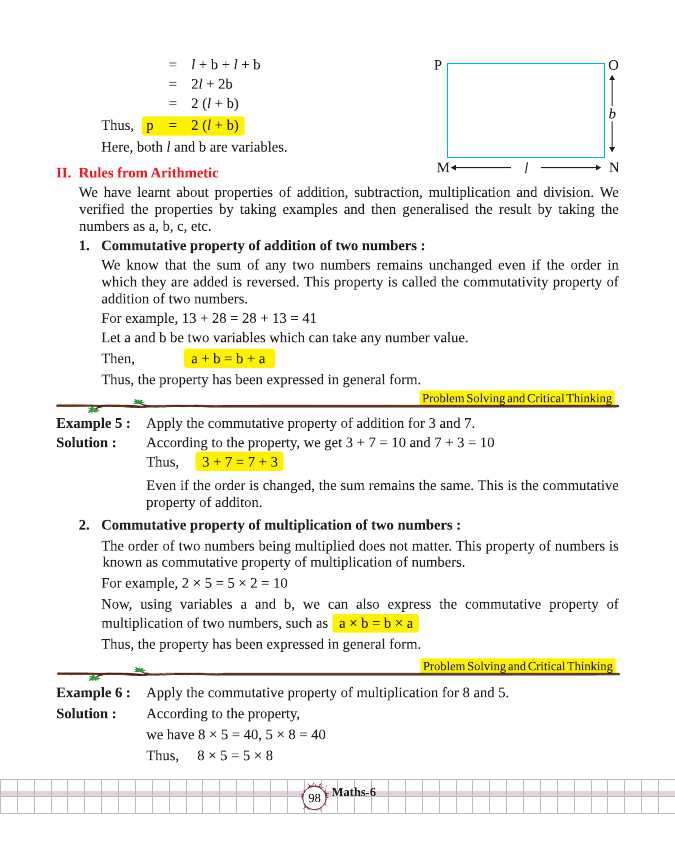 = l + b + l + b
= 2l + 2b
= 2 (l + b)
Thus, p = 2 (l + b)
Here, both l and b are variables.
P O
b
M l N
II. Rules from Arithmetic
We have learnt about properties of addition, subtraction, multiplication and division. We
verified the properties by taking examples and then generalised the result by taking the
numbers as a, b, c, etc.
1. Commutative property of addition of two numbers :
We know that the sum of any two numbers remains unchanged even if the order in
which they are added is reversed. This property is called the commutativity property of
addition of two numbers.
For example, 13 + 28 = 28 + 13 = 41
Let a and b be two variables which can take any number value.
Then, a + b = b + a
Thus, the property has been expressed in general form.
Problem Solving and Critical Thinking
Example 5 : Apply the commutative property of addition for 3 and 7.
Solution : According to the property, we get 3 + 7 = 10 and 7 + 3 = 10
Thus, 3 + 7 = 7 + 3
Even if the order is changed, the sum remains the same. This is the commutative
property of additon.
2. Commutative property of multiplication of two numbers :
The order of two numbers being multiplied does not matter. This property of numbers is
known as commutative property of multiplication of numbers.
For example, 2 × 5 = 5 × 2 = 10
Now, using variables a and b, we can also express the commutative property of
multiplication of two numbers, such as a × b = b × a
Thus, the property has been expressed in general form.
Problem Solving and Critical Thinking
Example 6 : Apply the commutative property of multiplication for 8 and 5.
Solution : According to the property,
we have 8 × 5 = 40, 5 × 8 = 40
Thus, 8 × 5 = 5 × 8
98 Maths-6